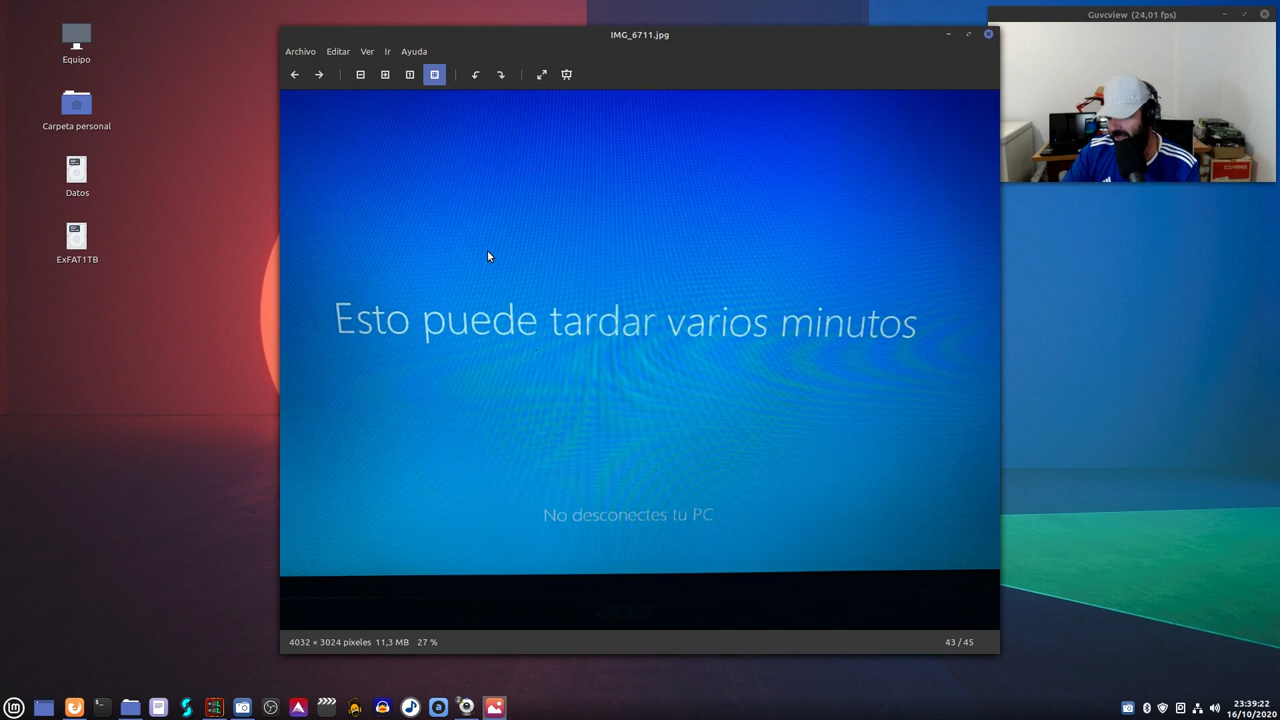 Guvcview (24,01 fps)
IMG_6711.jpg
Archivo Editar Ver Ir Ayuda
Equipo
Carpeta personal
Datos
ExFAT1TB
Esto puede tardar varios minutos
No desconectes tu PC
acer
4032 × 3024 píxeles 11,3 MB 27 %
43 / 45
23:39:22
16/10/2020